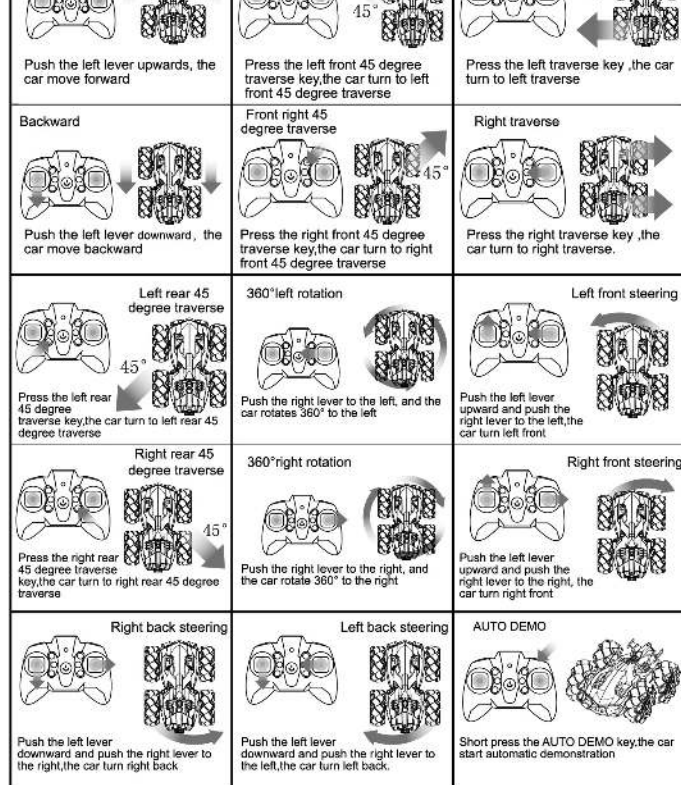 45°
Push the left lever upwards, the
car move forward
Press the left front 45 degree
traverse key,the car turn to left
front 45 degree traverse
Press the left traverse key ,the car
turn to left traverse
Backward
Push the left lever downward, the
car move backward
Front right 45
degree traverse
45°
Press the right front 45 degree
traverse key,the car turn to right
front 45 degree traverse
Right traverse
Press the right traverse key ,the
car turn to right traverse.
Left rear 45
degree traverse
45°
Press the left rear
45 degree
traverse key,the car turn to left rear 45
degree traverse
360°left rotation
Push the right lever to the left, and the
car rotates 360° to the left
Left front steering
Push the left lever
upward and push the
right lever to the left,the
car turn left front
Right rear 45
degree traverse
45°
Press the right rear
45 degree traverse
key,the car turn to right rear 45 degree
traverse
360°right rotation
Push the right lever to the right, and
the car rotate 360° to the right
Right front steering
Push the left lever
upward and push the
right lever to the right, the
car turn right front
Right back steering
Push the left lever
downward and push the right lever to
the right,the car turn right back
Left back steering
Push the left lever
downward and push the right lever to
the left,the car turn left back.
AUTO DEMO
Short press the AUTO DEMO key.the car
start automatic demonstration